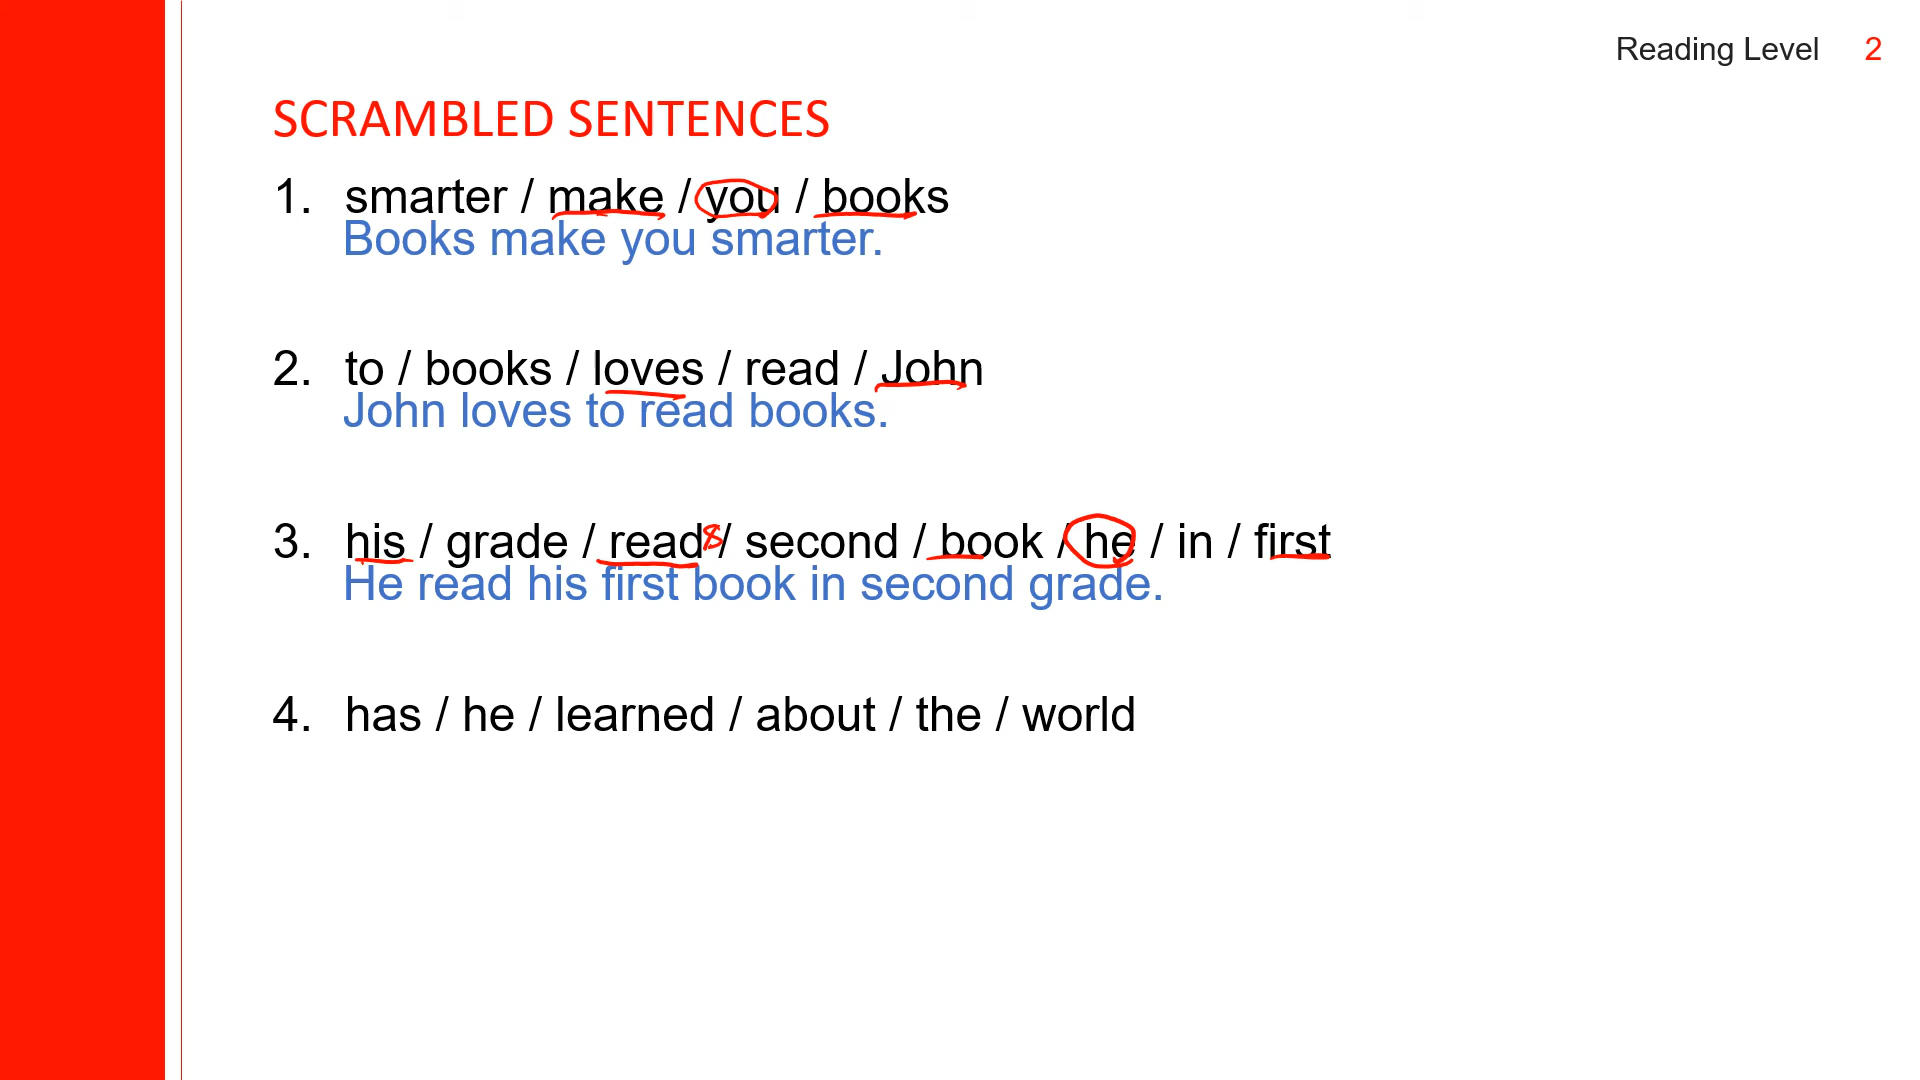 Reading Level 2
SCRAMBLED SENTENCES
1. smarter / make / you / books
Books make you smarter.
2. to / books / loves / read / John
John loves to read books.
3. his / grade / read / second / book / he / in / first
He read his first book in second grade.
4. has / he / learned / about / the / world